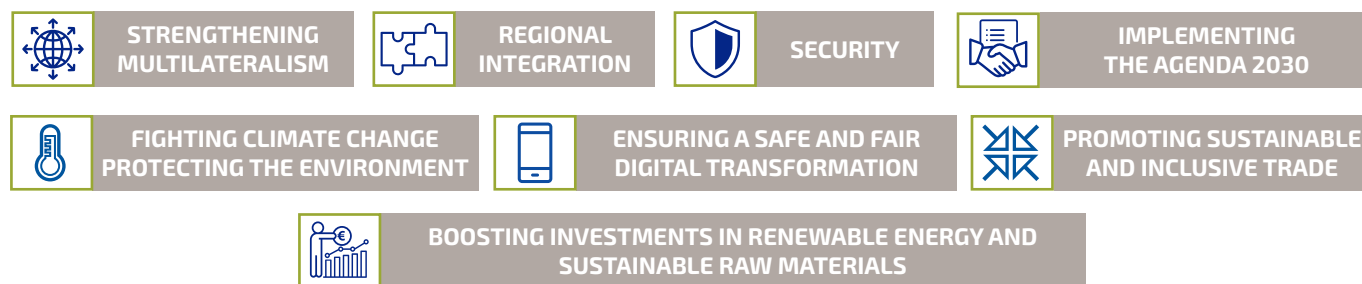 STRENGTHENING
MULTILATERALISM
REGIONAL
INTEGRATION
SECURITY
IMPLEMENTING
THE AGENDA 2030
FIGHTING CLIMATE CHANGE
PROTECTING THE ENVIRONMENT
ENSURING A SAFE AND FAIR
DIGITAL TRANSFORMATION
PROMOTING SUSTAINABLE
AND INCLUSIVE TRADE
€
BOOSTING INVESTMENTS IN RENEWABLE ENERGY AND
SUSTAINABLE RAW MATERIALS